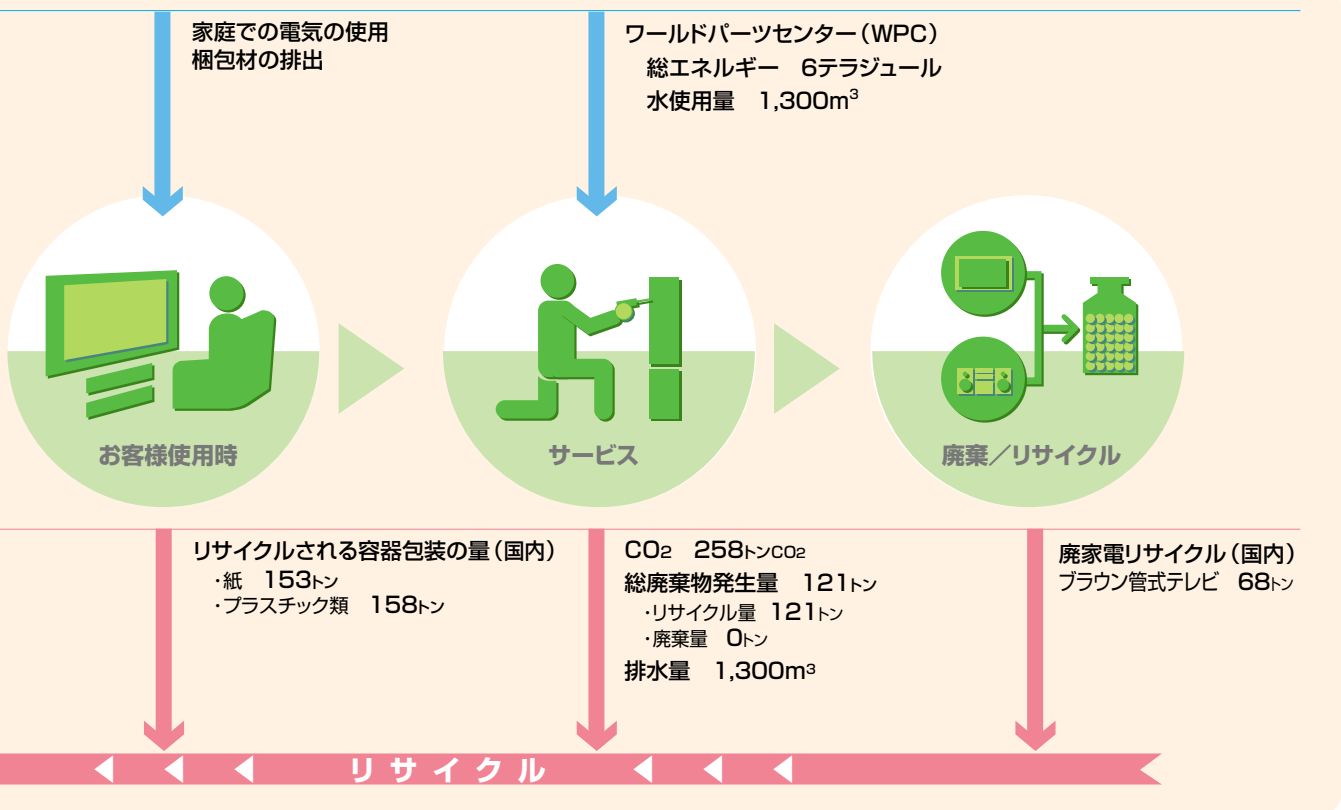 家庭での電気の使用
梱包材の排出
ワールドパーツセンター(WPC)
総エネルギー 6テラジュール
水使用量 1,300m³
お客様使用時
サービス
廃棄／リサイクル
リサイクルされる容器包装の量(国内)
・紙 153トン
・プラスチック類 158トン
CO₂ 258トンCO₂
総廃棄物発生量 121トン
・リサイクル量 121トン
・廃棄量 0トン
排水量 1,300m³
廃家電リサイクル(国内)
ブラウン管式テレビ 68トン
リサイクル